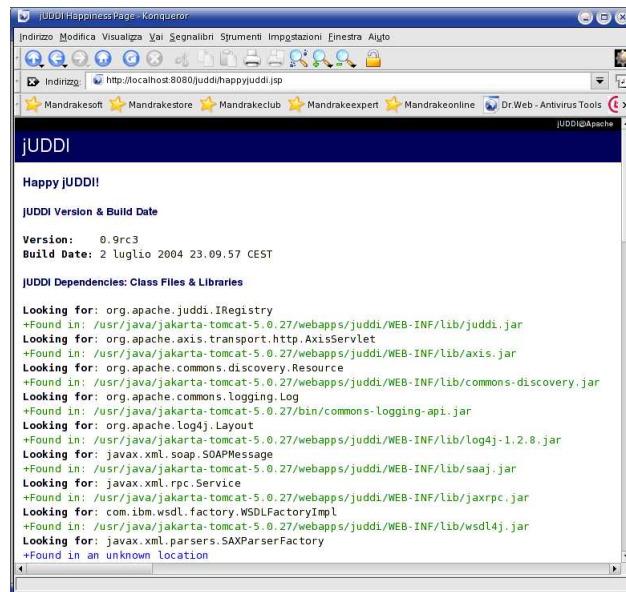 jUDDI Happiness Page - Konqueror
Indirizzo Modifica Visualizza Vai Segnalibri Strumenti Impostazioni Finestra Aiuto
Indirizzo: http://localhost:8080/juddi/happyjuddi.jsp
Mandrakesoft Mandrakestore Mandrakeclub Mandrakeexpert Mandrakeonline Dr.Web - Antivirus Tools
jUDDI@Apache
jUDDI
Happy jUDDI!
jUDDI Version & Build Date
Version: 0.9rc3
Build Date: 2 luglio 2004 23.09.57 CEST
jUDDI Dependencies: Class Files & Libraries
Looking for: org.apache.juddi.IRegistry
+Found in: /usr/java/jakarta-tomcat-5.0.27/webapps/juddi/WEB-INF/lib/juddi.jar
Looking for: org.apache.axis.transport.http.AxisServlet
+Found in: /usr/java/jakarta-tomcat-5.0.27/webapps/juddi/WEB-INF/lib/axis.jar
Looking for: org.apache.commons.discovery.Resource
+Found in: /usr/java/jakarta-tomcat-5.0.27/webapps/juddi/WEB-INF/lib/commons-discovery.jar
Looking for: org.apache.commons.logging.Log
+Found in: /usr/java/jakarta-tomcat-5.0.27/bin/commons-logging-api.jar
Looking for: org.apache.log4j.Layout
+Found in: /usr/java/jakarta-tomcat-5.0.27/webapps/juddi/WEB-INF/lib/log4j-1.2.8.jar
Looking for: javax.xml.soap.SOAPMessage
+Found in: /usr/java/jakarta-tomcat-5.0.27/webapps/juddi/WEB-INF/lib/saaj.jar
Looking for: javax.xml.rpc.Service
+Found in: /usr/java/jakarta-tomcat-5.0.27/webapps/juddi/WEB-INF/lib/jaxrpc.jar
Looking for: com.ibm.wsdl.factory.WSDLFactoryImpl
+Found in: /usr/java/jakarta-tomcat-5.0.27/webapps/juddi/WEB-INF/lib/wsdl4j.jar
Looking for: javax.xml.parsers.SAXParserFactory
+Found in an unknown location